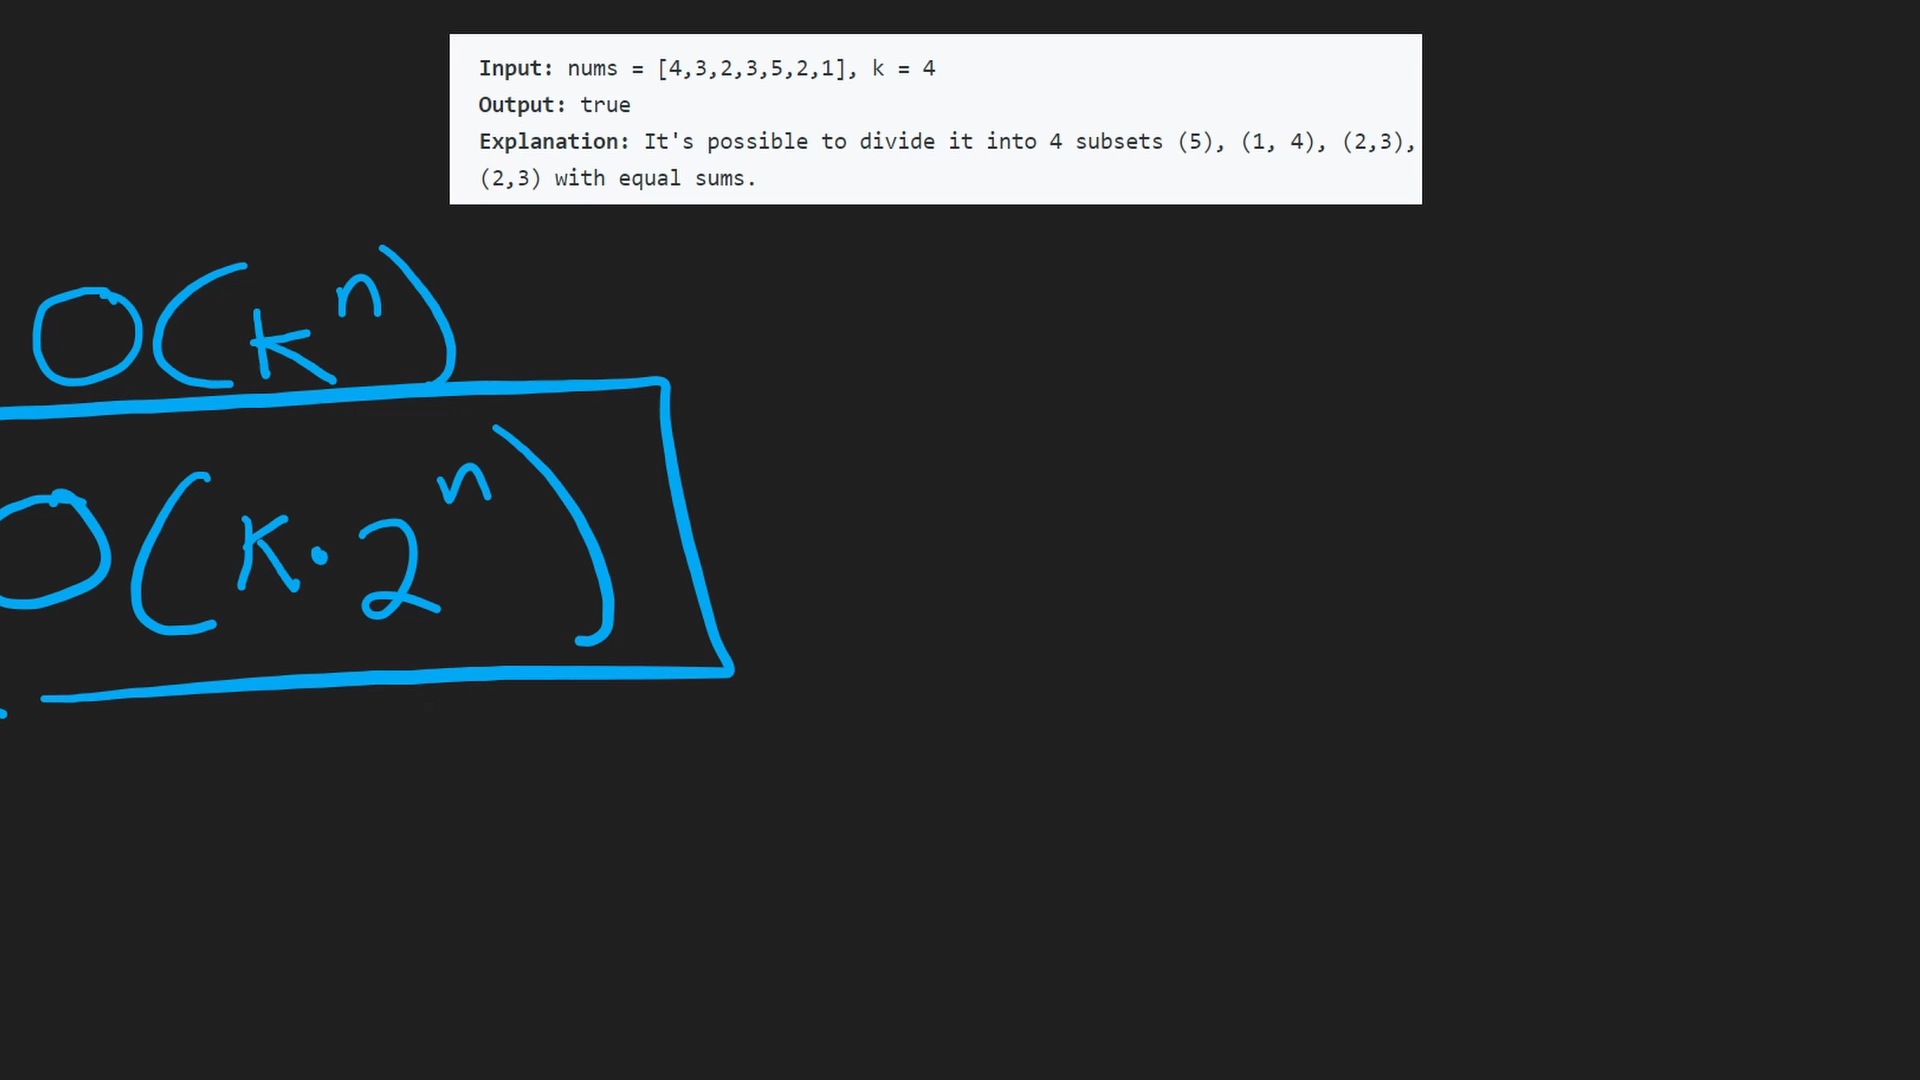 Input: nums = [4,3,2,3,5,2,1], k = 4
Output: true
Explanation: It's possible to divide it into 4 subsets (5), (1, 4), (2,3),
(2,3) with equal sums.
O(k^n)
O(k·2^n)